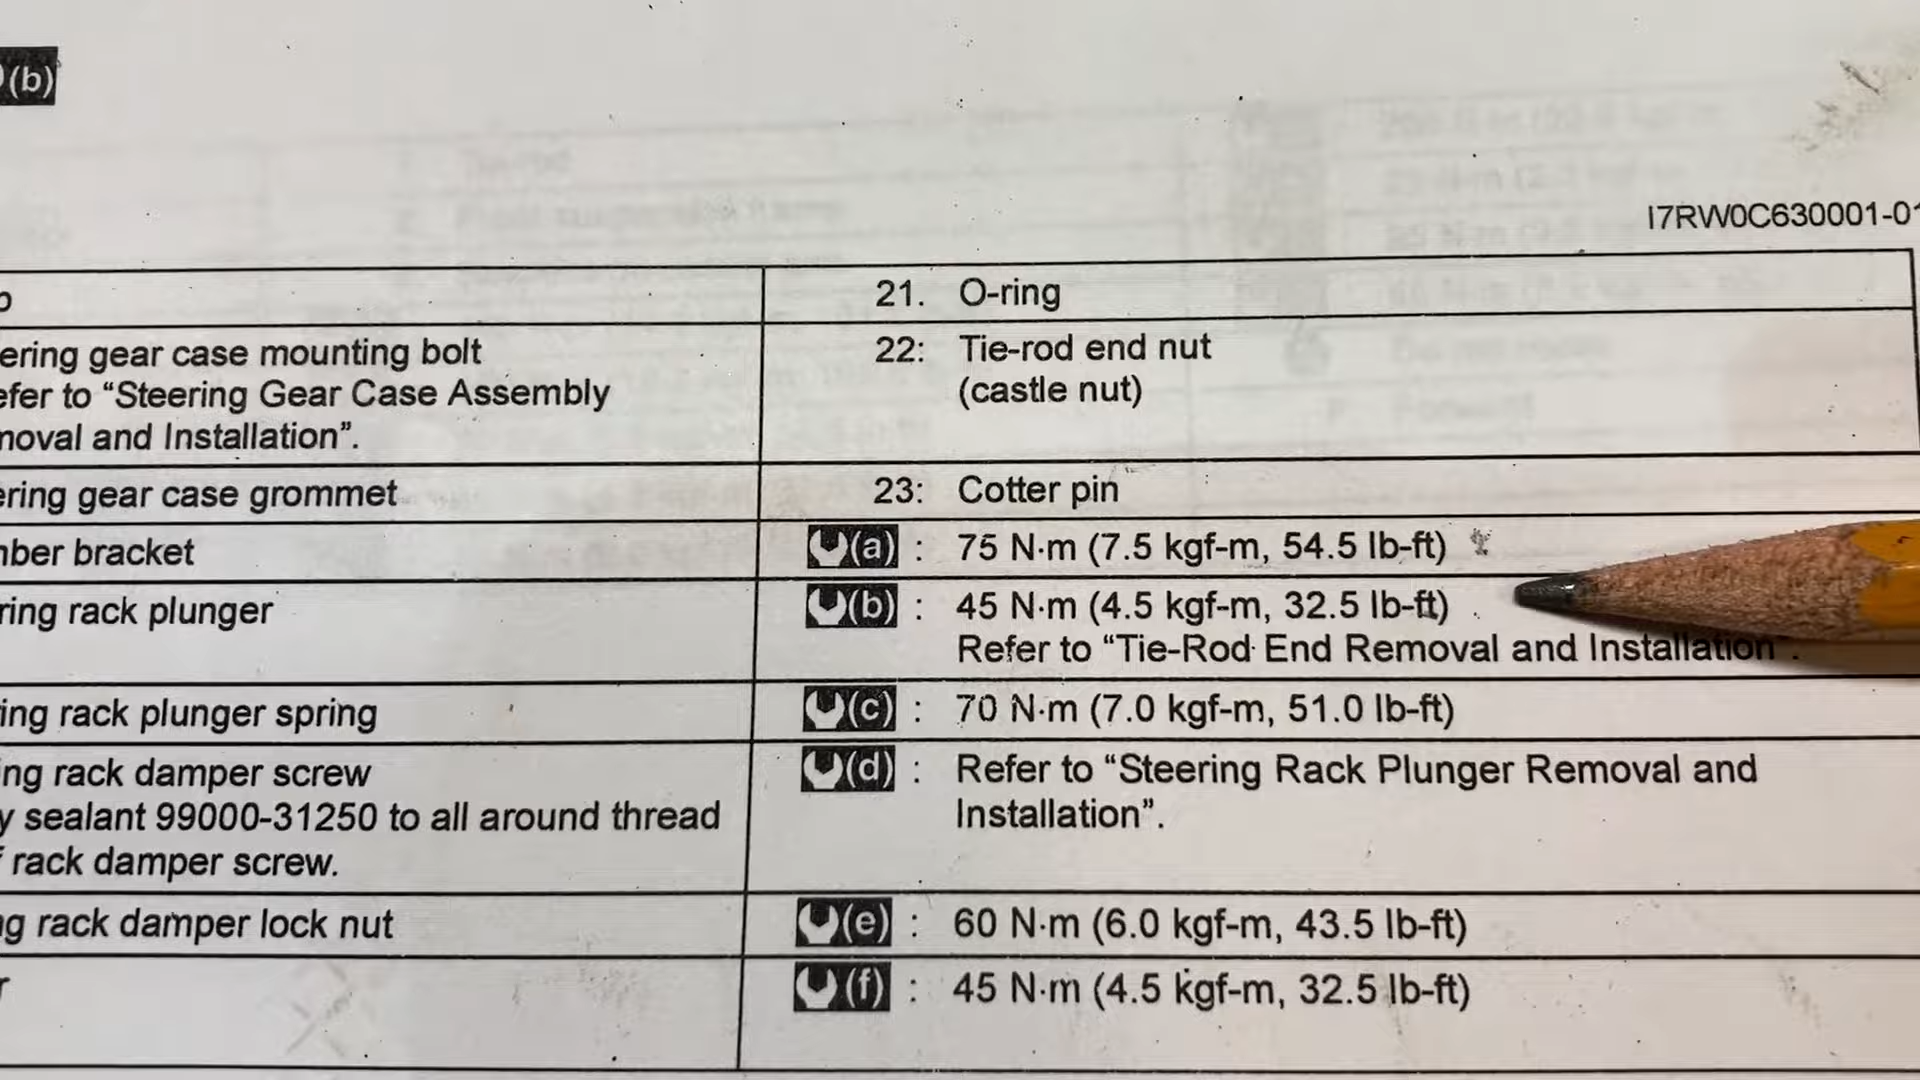 (b)
I7RW0C630001-01
21. O-ring
ering gear case mounting bolt
efer to “Steering Gear Case Assembly
moval and Installation”.
22: Tie-rod end nut
(castle nut)
ering gear case grommet
23: Cotter pin
mber bracket
(a) : 75 N·m (7.5 kgf-m, 54.5 lb-ft)
ring rack plunger
(b) : 45 N·m (4.5 kgf-m, 32.5 lb-ft)
Refer to “Tie-Rod End Removal and Installation”.
ing rack plunger spring
(c) : 70 N·m (7.0 kgf-m, 51.0 lb-ft)
ing rack damper screw
y sealant 99000-31250 to all around thread
f rack damper screw.
(d) : Refer to “Steering Rack Plunger Removal and
Installation”.
ng rack damper lock nut
(e) : 60 N·m (6.0 kgf-m, 43.5 lb-ft)
(f) : 45 N·m (4.5 kgf-m, 32.5 lb-ft)